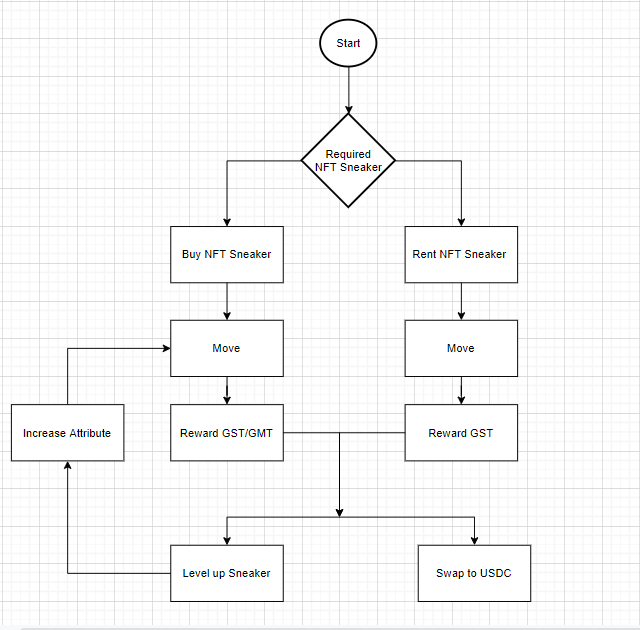 Start
Required
NFT Sneaker
Buy NFT Sneaker
Rent NFT Sneaker
Move
Move
Increase Attribute
Reward GST/GMT
Reward GST
Level up Sneaker
Swap to USDC